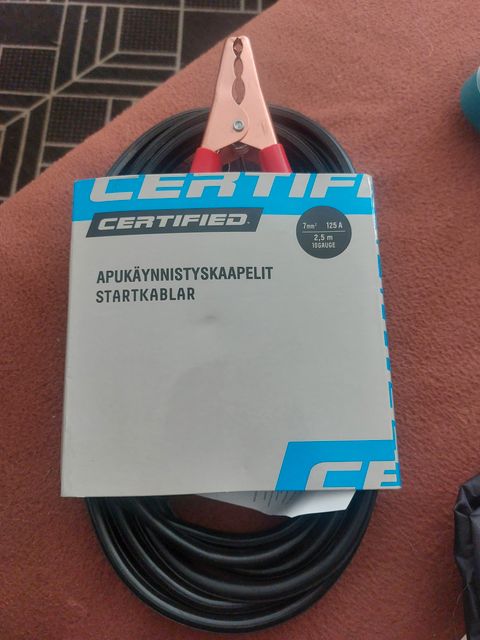 CERTIFI
CERTIFIED
7mm² 125 A
2,5 m
10GAUGE
APUKÄYNNISTYSKAAPELIT
STARTKABLAR
CE